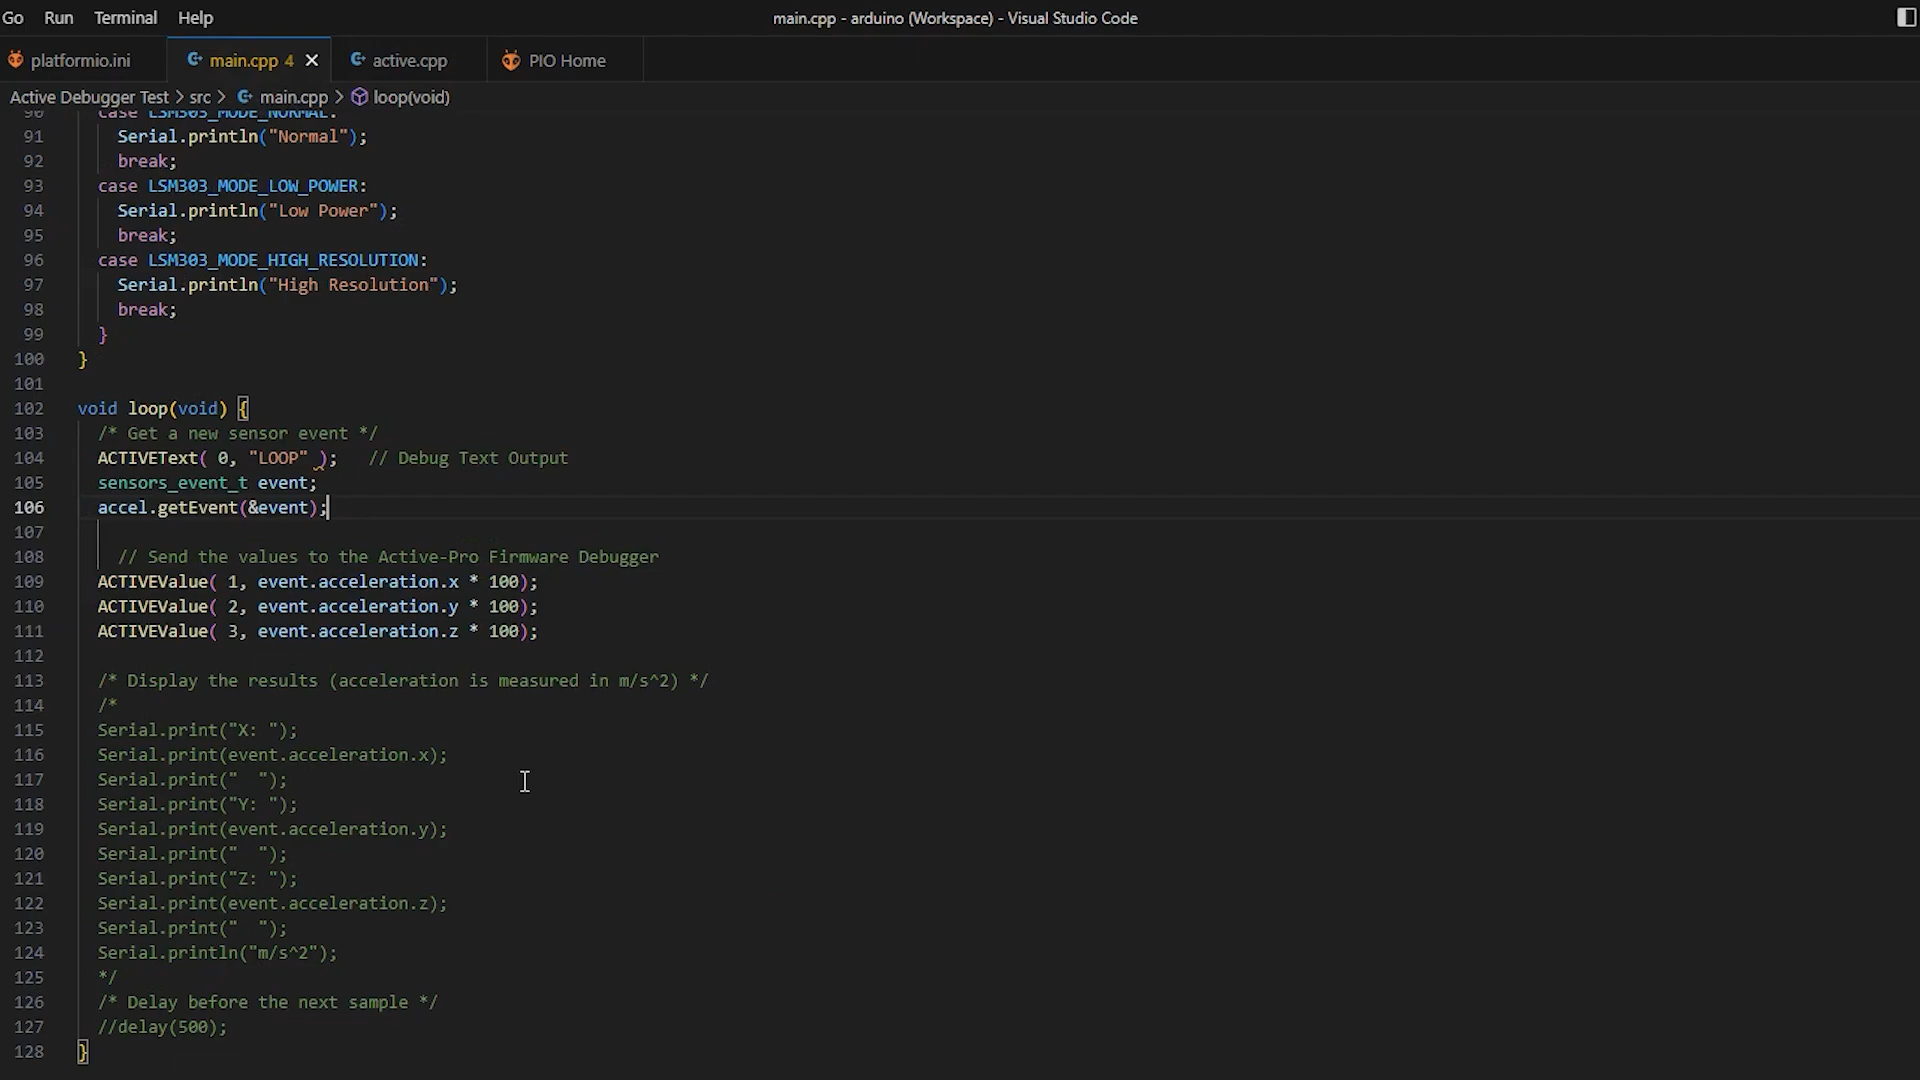 Go Run Terminal Help main.cpp - arduino (Workspace) - Visual Studio Code
platformio.ini main.cpp 4 active.cpp PIO Home
Active Debugger Test > src > main.cpp > loop(void)
90 case LSM303_MODE_NORMAL:
91 Serial.println("Normal");
92 break;
93 case LSM303_MODE_LOW_POWER:
94 Serial.println("Low Power");
95 break;
96 case LSM303_MODE_HIGH_RESOLUTION:
97 Serial.println("High Resolution");
98 break;
99 }
100 }
101
102 void loop(void) {
103 /* Get a new sensor event */
104 ACTIVEText( 0, "LOOP" ); // Debug Text Output
105 sensors_event_t event;
106 accel.getEvent(&event);
107
108 // Send the values to the Active-Pro Firmware Debugger
109 ACTIVEValue( 1, event.acceleration.x * 100);
110 ACTIVEValue( 2, event.acceleration.y * 100);
111 ACTIVEValue( 3, event.acceleration.z * 100);
112
113 /* Display the results (acceleration is measured in m/s^2) */
114 /*
115 Serial.print("X: ");
116 Serial.print(event.acceleration.x);
117 Serial.print("  ");
118 Serial.print("Y: ");
119 Serial.print(event.acceleration.y);
120 Serial.print("  ");
121 Serial.print("Z: ");
122 Serial.print(event.acceleration.z);
123 Serial.print("  ");
124 Serial.println("m/s^2");
125 */
126 /* Delay before the next sample */
127 //delay(500);
128 }